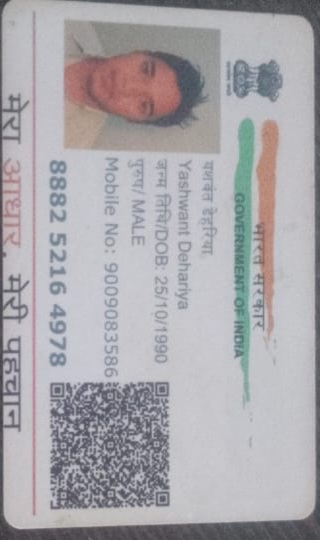 भारत सरकार
GOVERNMENT OF INDIA
यशवंत देहरिया
Yashwant Dehariya
जन्म तिथि/DOB: 25/10/1990
पुरुष/ MALE
Mobile No: 9009083586
8882 5216 4978
मेरा आधार, मेरी पहचान